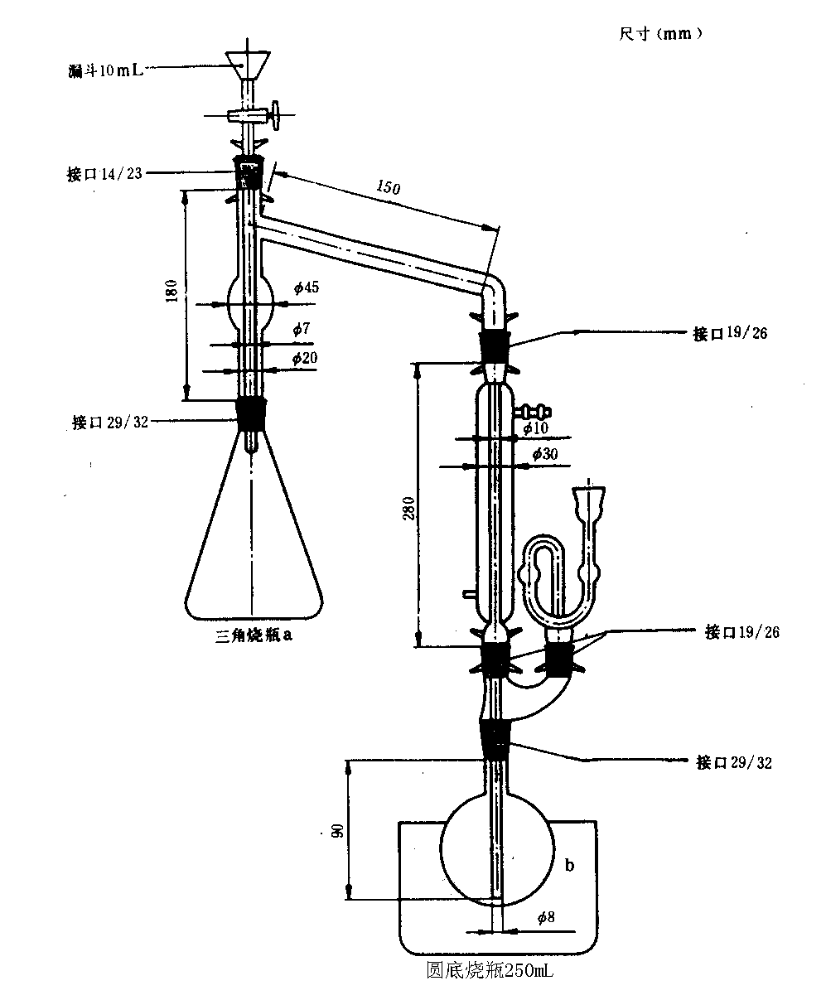 尺寸(mm)
漏斗10mL
接口14/23
150
180
φ45
φ7
φ20
接口19/26
接口29/32
φ10
φ30
280
三角烧瓶a
接口19/26
接口29/32
90
b
φ8
圆底烧瓶250mL